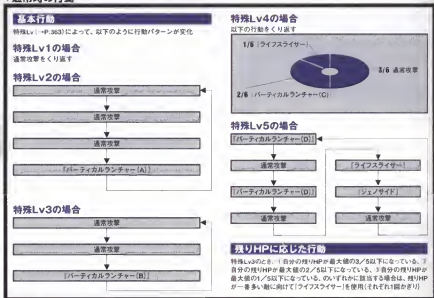 基本行動
特殊Lv(→P.363)によって、以下のように行動パターンが変化
特殊Lv1の場合
通常攻撃をくり返す
特殊Lv2の場合
通常攻撃
通常攻撃
通常攻撃
『バーティカルランチャー(A)』
特殊Lv3の場合
通常攻撃
通常攻撃
『バーティカルランチャー(B)』
特殊Lv4の場合
以下の行動をくり返す
1/6『ライフスライサー』
3/6 通常攻撃
2/6『バーティカルランチャー(C)』
特殊Lv5の場合
『バーティカルランチャー(D)』
通常攻撃
『バーティカルランチャー(D)』
通常攻撃
『ライフスライサー』
『ジェノサイド』
通常攻撃
残りHPに応じた行動
特殊Lv3のとき、①自分の残りHPが最大値の3/5以下になっている、②
自分の残りHPが最大値の2/5以下になっている、③自分の残りHPが
最大値の1/5以下になっている、のいずれかに該当する場合は、残りHP
が一番多い敵に向けて『ライフスライサー』を使用(それぞれ1回かぎり)